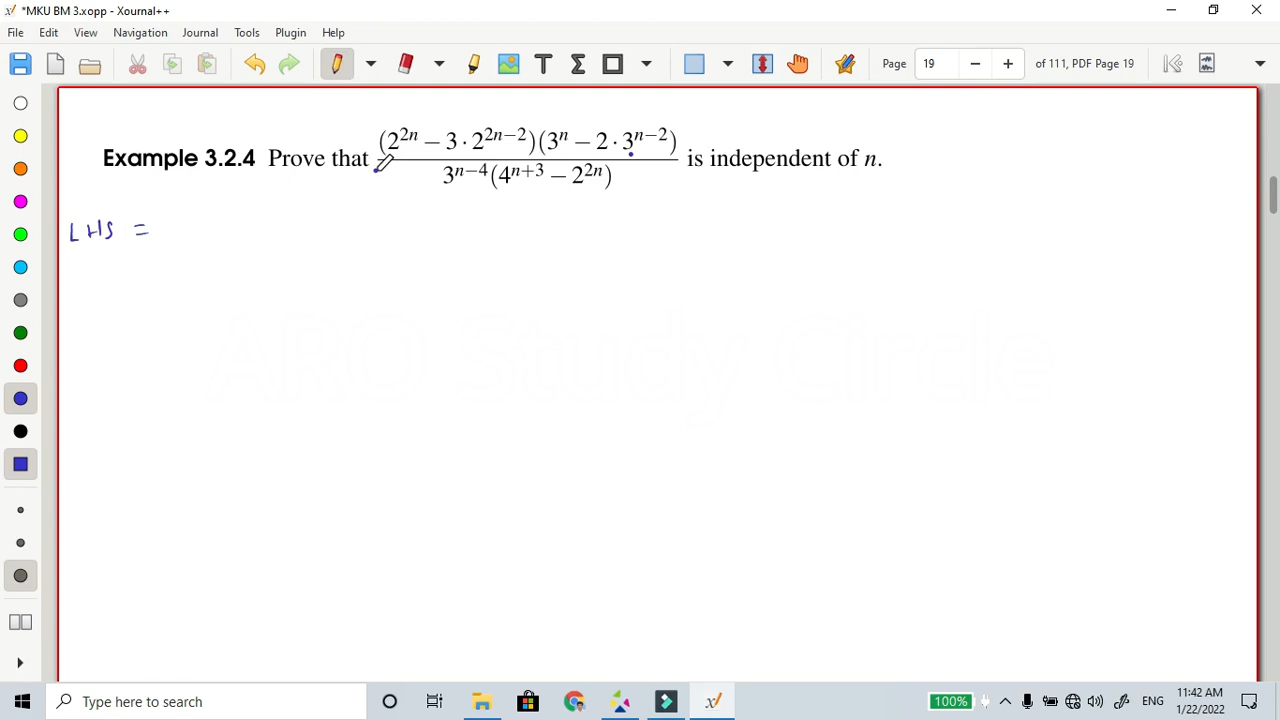 *MKU BM 3.xopp - Xournal++
File Edit View Navigation Journal Tools Plugin Help
Page 19 of 111, PDF Page 19
Example 3.2.4 Prove that (2^{2n} − 3 · 2^{2n−2})(3^n − 2 · 3^{n−2}) / 3^{n−4}(4^{n+3} − 2^{2n}) is independent of n.
LHS =
ARO Study Circle
Type here to search
100%
ENG
11:42 AM
1/22/2022